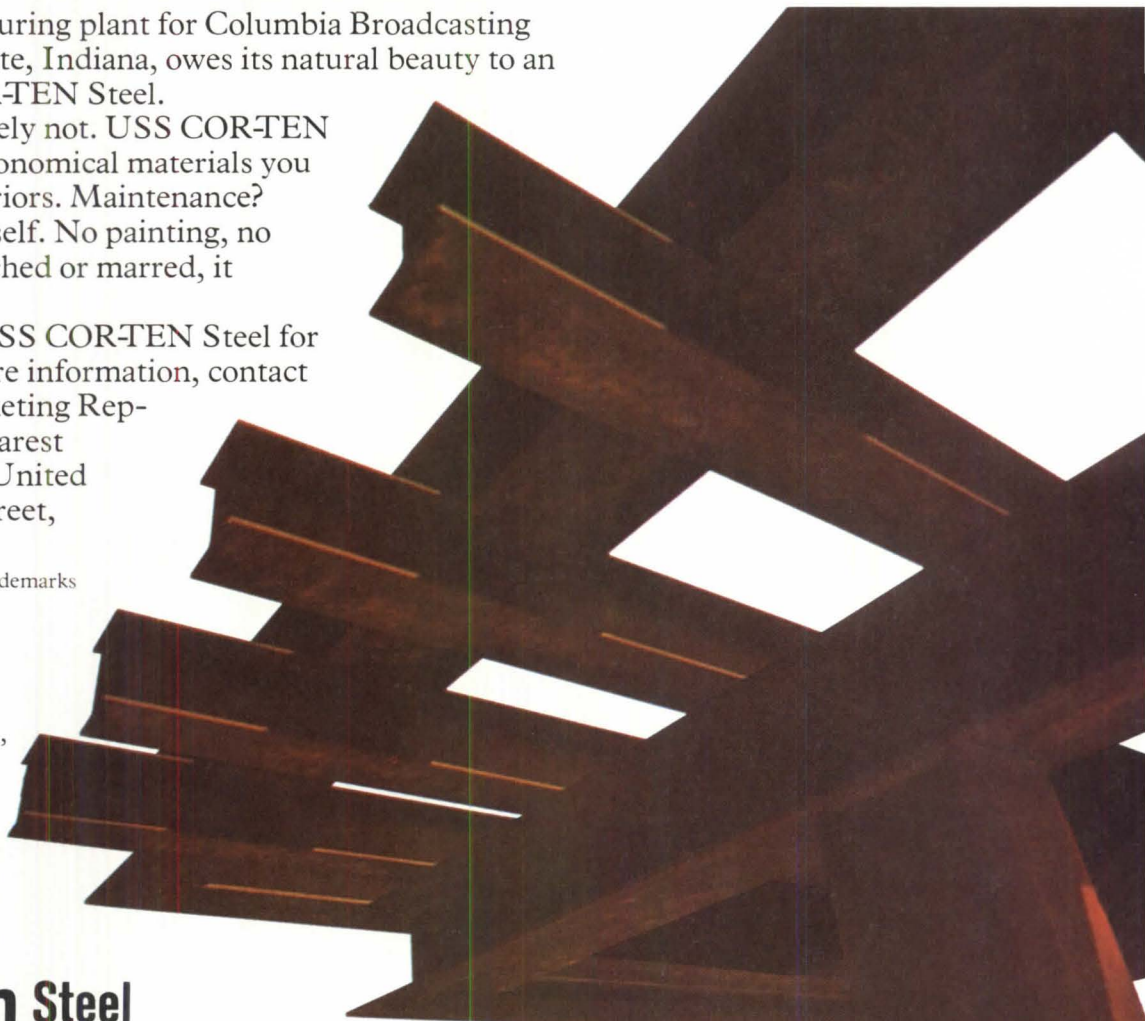 uring plant for Columbia Broadcasting
te, Indiana, owes its natural beauty to an
-TEN Steel.
ely not. USS COR-TEN
onomical materials you
riors. Maintenance?
elf. No painting, no
hed or marred, it
SS COR-TEN Steel for
re information, contact
eting Rep-
arest
United
reet,
demarks
,
n Steel